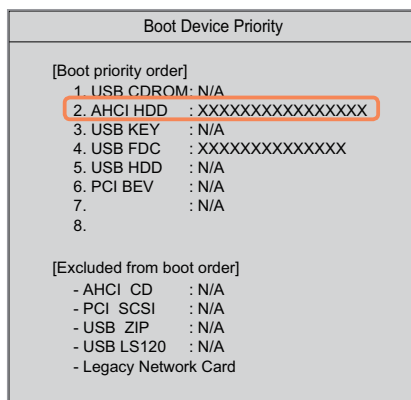 Boot Device Priority
[Boot priority order]
1. USB CDROM: N/A
2. AHCI HDD : XXXXXXXXXXXXXXXX
3. USB KEY : N/A
4. USB FDC : XXXXXXXXXXXXXX
5. USB HDD : N/A
6. PCI BEV : N/A
7. : N/A
8.
[Excluded from boot order]
- AHCI CD : N/A
- PCI SCSI : N/A
- USB ZIP : N/A
- USB LS120 : N/A
- Legacy Network Card